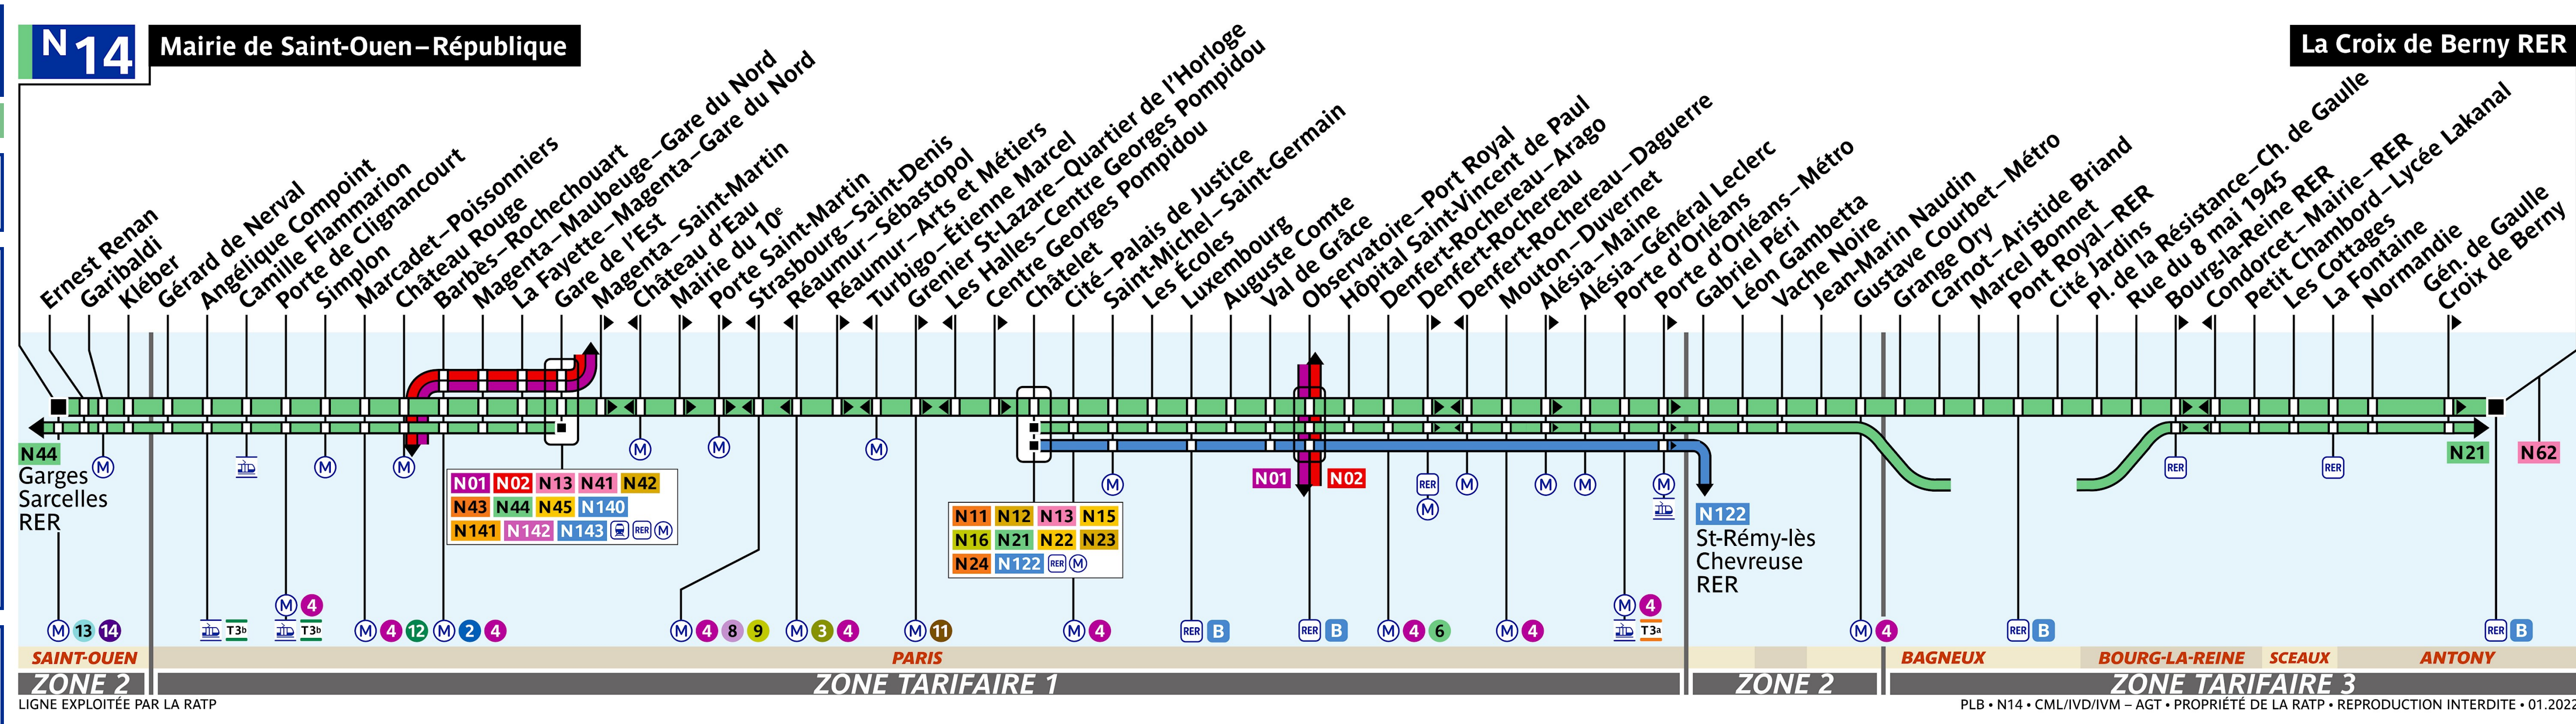 N14
Mairie de Saint-Ouen–République
La Croix de Berny RER
Ernest Renan
Garibaldi
Kléber
Gérard de Nerval
Angélique Compoint
Camille Flammarion
Porte de Clignancourt
Simplon
Marcadet–Poissonniers
Château Rouge
Barbès–Rochechouart
Magenta–Maubeuge–Gare du Nord
La Fayette–Magenta–Gare du Nord
Gare de l'Est
Magenta–Saint-Martin
Château d'Eau
Mairie du 10e
Porte Saint-Martin
Strasbourg–Saint-Denis
Réaumur–Sébastopol
Réaumur–Arts et Métiers
Turbigo–Étienne Marcel
Grenier St-Lazare–Quartier de l'Horloge
Les Halles–Centre Georges Pompidou
Centre Georges Pompidou
Châtelet
Cité–Palais de Justice
Saint-Michel–Saint-Germain
Les Écoles
Luxembourg
Auguste Comte
Val de Grâce
Observatoire–Port Royal
Hôpital Saint-Vincent de Paul
Denfert-Rochereau–Arago
Denfert-Rochereau
Denfert-Rochereau–Daguerre
Mouton–Duvernet
Alésia–Maine
Alésia–Général Leclerc
Porte d'Orléans
Porte d'Orléans–Métro
Gabriel Péri
Léon Gambetta
Vache Noire
Jean-Marin Naudin
Gustave Courbet–Métro
Grange Ory
Carnot–Aristide Briand
Marcel Bonnet
Pont Royal–RER
Cité Jardins
Pl. de la Résistance–Ch. de Gaulle
Rue du 8 mai 1945
Bourg-la-Reine RER
Condorcet–Mairie–RER
Petit Chambord–Lycée Lakanal
Les Cottages
La Fontaine
Normandie
Gén. de Gaulle
Croix de Berny
N44
Garges
Sarcelles
RER
M
M
M
M
M
M
N01 N02 N13 N41 N42
N43 N44 N45 N140
N141 N142 N143 RER M
M
N11 N12 N13 N15
N16 N21 N22 N23
N24 N122 RER M
M
N01
N02
RER
M
M
M
M
M
N122
St-Rémy-lès
Chevreuse
RER
RER
RER
N21
N62
M 13 14
T3b
M 4
T3b
M 4 12
M 2 4
M 4 8 9
M 3 4
M 11
M 4
RER B
RER B
M 4 6
M 4
M 4
T3a
M 4
RER B
RER B
SAINT-OUEN
PARIS
BAGNEUX
BOURG-LA-REINE
SCEAUX
ANTONY
ZONE 2
ZONE TARIFAIRE 1
ZONE 2
ZONE TARIFAIRE 3
LIGNE EXPLOITÉE PAR LA RATP
PLB • N14 • CML/IVD/IVM – AGT • PROPRIÉTÉ DE LA RATP • REPRODUCTION INTERDITE • 01.2022